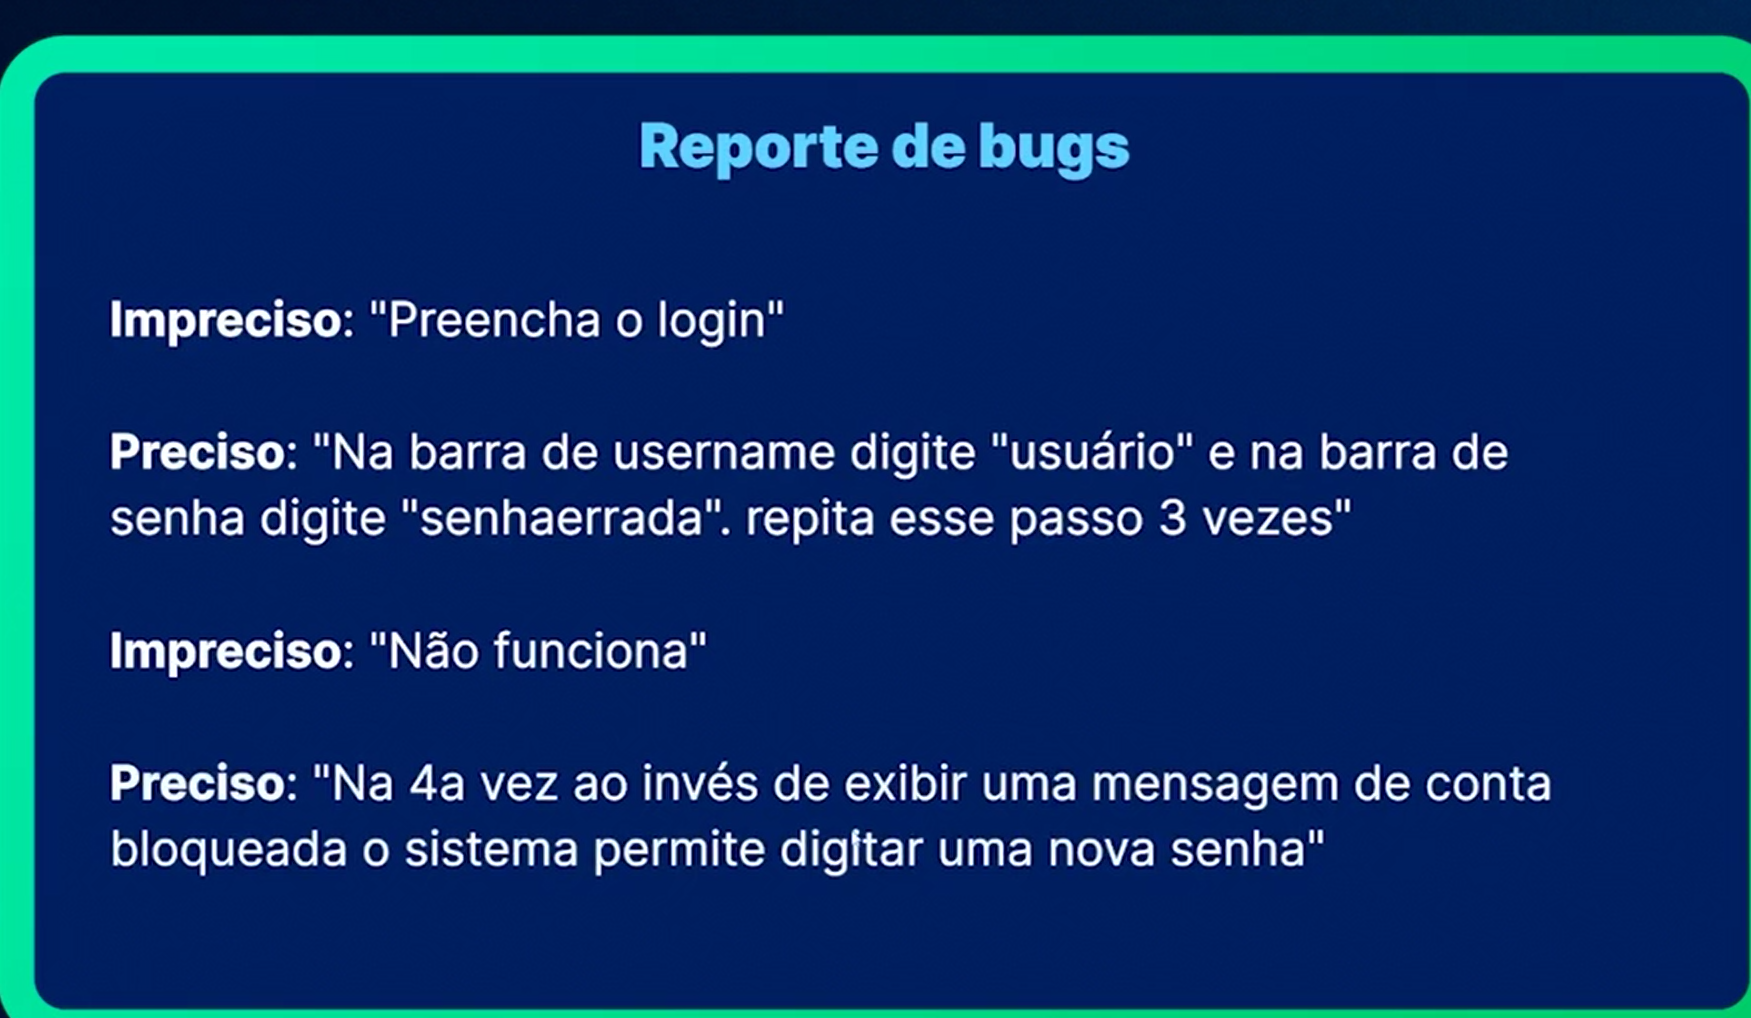 Reporte de bugs
Impreciso: "Preencha o login"
Preciso: "Na barra de username digite "usuário" e na barra de
senha digite "senhaerrada". repita esse passo 3 vezes"
Impreciso: "Não funciona"
Preciso: "Na 4a vez ao invés de exibir uma mensagem de conta
bloqueada o sistema permite digitar uma nova senha"